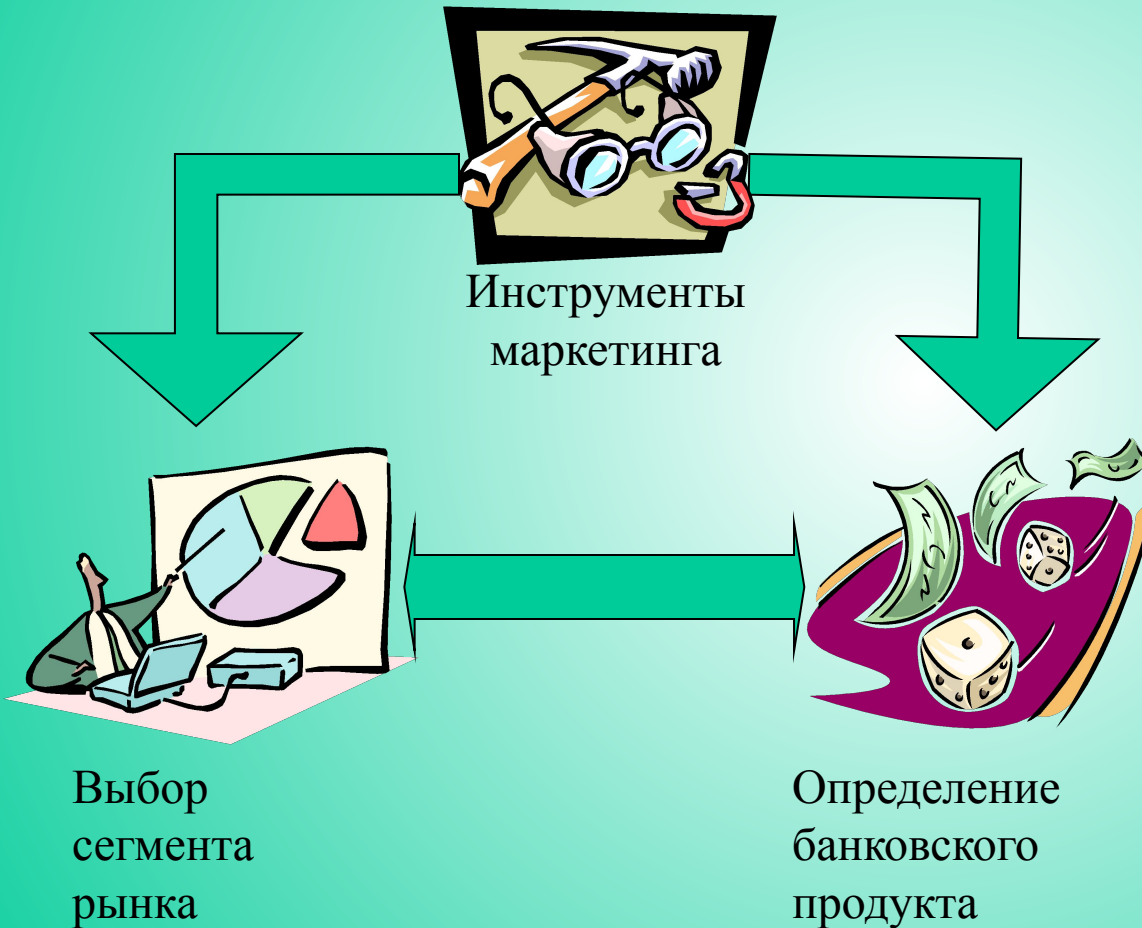 Инструменты
маркетинга
Выбор
сегмента
рынка
Определение
банковского
продукта